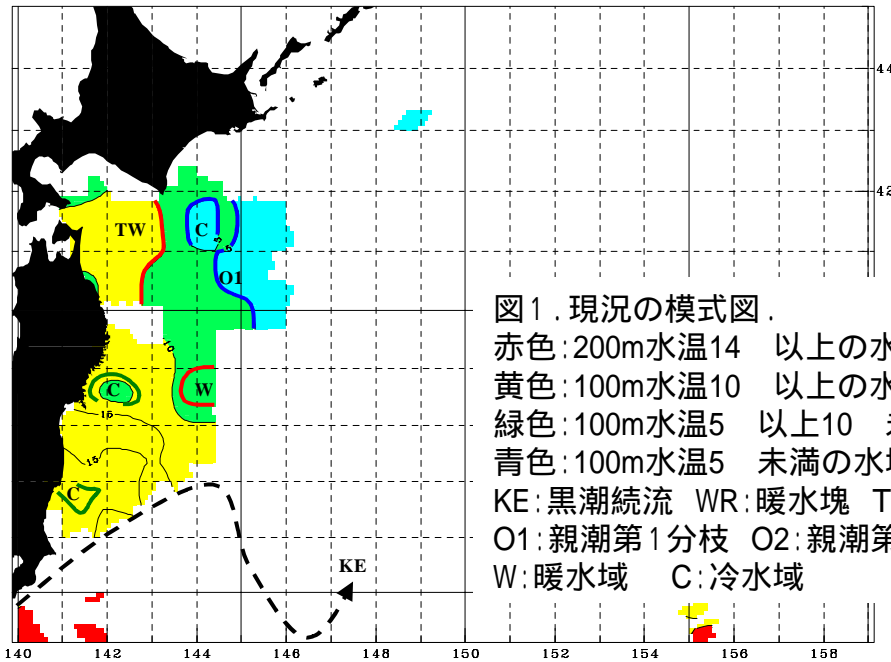 44
42
TW
C
5
5
O1
10
C
W
15
15
C
KE
図1.現況の模式図.
赤色:200m水温14 以上の水
黄色:100m水温10 以上の水
緑色:100m水温5 以上10
青色:100m水温5 未満の水
KE:黒潮続流 WR:暖水塊 T
O1:親潮第1分枝 O2:親潮第
W:暖水域 C:冷水域
140 142 144 146 148 150 152 154 156 158